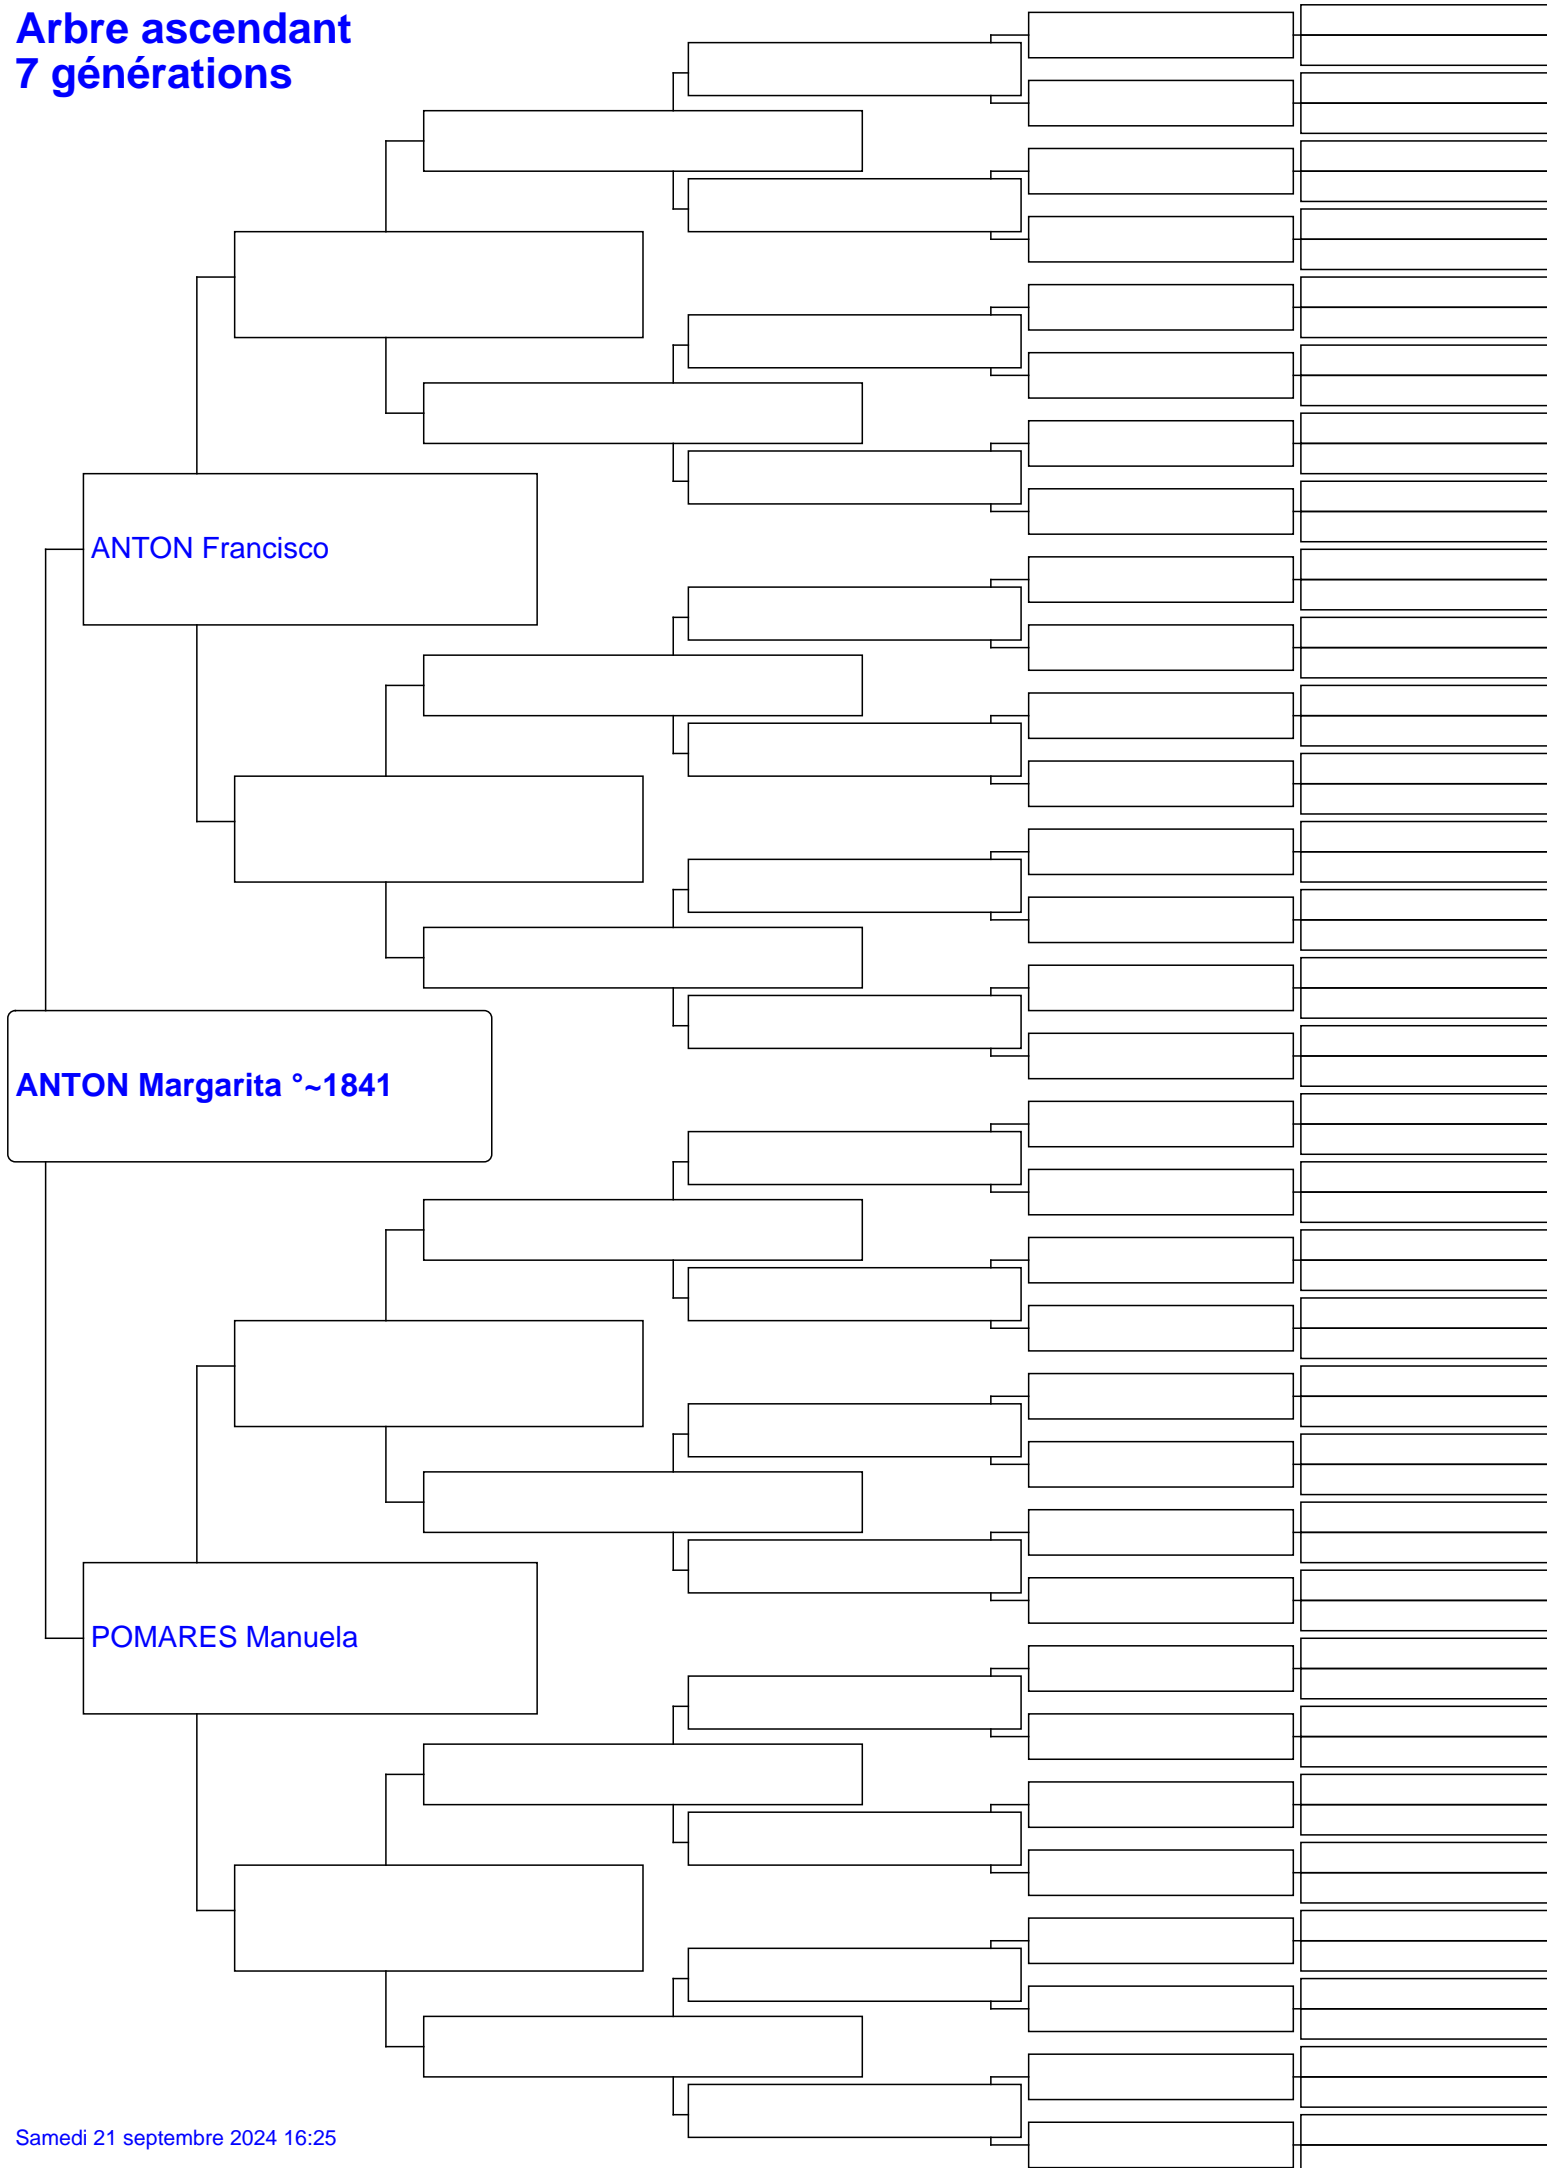 Arbre ascendant
7 générations
ANTON Francisco
ANTON Margarita °~1841
POMARES Manuela
Samedi 21 septembre 2024 16:25